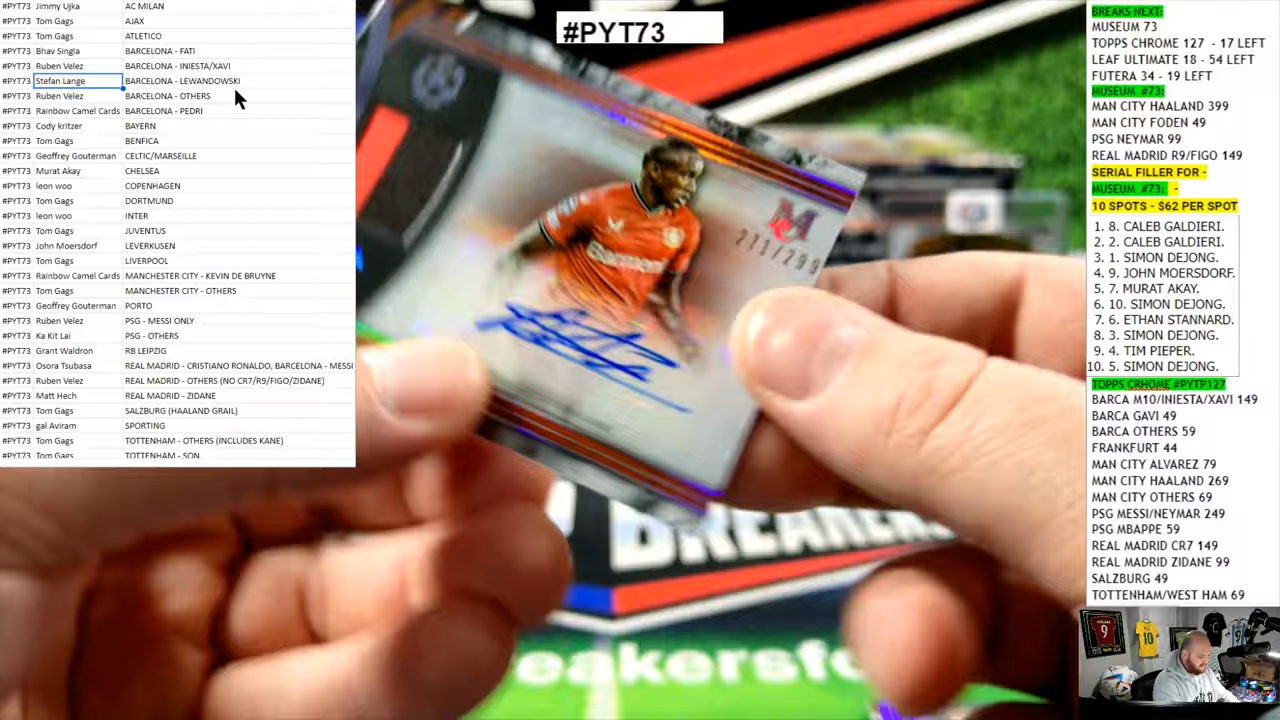 #PYT73 Jimmy Ujka AC MILAN
#PYT73 Tom Gags AJAX
#PYT73 Tom Gags ATLETICO
#PYT73 Bhav Singla BARCELONA - FATI
#PYT73 Ruben Velez BARCELONA - INIESTA/XAVI
#PYT73 Stefan Lange BARCELONA - LEWANDOWSKI
#PYT73 Ruben Velez BARCELONA - OTHERS
#PYT73 Rainbow Camel Cards BARCELONA - PEDRI
#PYT73 Cody kritzer BAYERN
#PYT73 Tom Gags BENFICA
#PYT73 Geoffrey Gouterman CELTIC/MARSEILLE
#PYT73 Murat Akay CHELSEA
#PYT73 leon woo COPENHAGEN
#PYT73 Tom Gags DORTMUND
#PYT73 leon woo INTER
#PYT73 Tom Gags JUVENTUS
#PYT73 John Moersdorf LEVERKUSEN
#PYT73 Tom Gags LIVERPOOL
#PYT73 Rainbow Camel Cards MANCHESTER CITY - KEVIN DE BRUYNE
#PYT73 Tom Gags MANCHESTER CITY - OTHERS
#PYT73 Geoffrey Gouterman PORTO
#PYT73 Ruben Velez PSG - MESSI ONLY
#PYT73 Ka Kit Lai PSG - OTHERS
#PYT73 Grant Waldron RB LEIPZIG
#PYT73 Osora Tsubasa REAL MADRID - CRISTIANO RONALDO, BARCELONA - MESSI
#PYT73 Ruben Velez REAL MADRID - OTHERS (NO CR7/R9/FIGO/ZIDANE)
#PYT73 Matt Hech REAL MADRID - ZIDANE
#PYT73 Tom Gags SALZBURG (HAALAND GRAIL)
#PYT73 gal Aviram SPORTING
#PYT73 Tom Gags TOTTENHAM - OTHERS (INCLUDES KANE)
#PYT73 Tom Gags TOTTENHAM - SON
#PYT73
M
271/299
BREAKERS
eakersfo
BREAKS NEXT:
MUSEUM 73
TOPPS CHROME 127 - 17 LEFT
LEAF ULTIMATE 18 - 54 LEFT
FUTERA 34 - 19 LEFT
MUSEUM #73:
MAN CITY HAALAND 399
MAN CITY FODEN 49
PSG NEYMAR 99
REAL MADRID R9/FIGO 149
SERIAL FILLER FOR -
MUSEUM #73: -
10 SPOTS - $62 PER SPOT
1. 8. CALEB GALDIERI.
2. 2. CALEB GALDIERI.
3. 1. SIMON DEJONG.
4. 9. JOHN MOERSDORF.
5. 7. MURAT AKAY.
6. 10. SIMON DEJONG.
7. 6. ETHAN STANNARD.
8. 3. SIMON DEJONG.
9. 4. TIM PIEPER.
10. 5. SIMON DEJONG.
TOPPS CRHOME #PYTP127
BARCA M10/INIESTA/XAVI 149
BARCA GAVI 49
BARCA OTHERS 59
FRANKFURT 44
MAN CITY ALVAREZ 79
MAN CITY HAALAND 269
MAN CITY OTHERS 69
PSG MESSI/NEYMAR 249
PSG MBAPPE 59
REAL MADRID CR7 149
REAL MADRID ZIDANE 99
SALZBURG 49
TOTTENHAM/WEST HAM 69
9
10